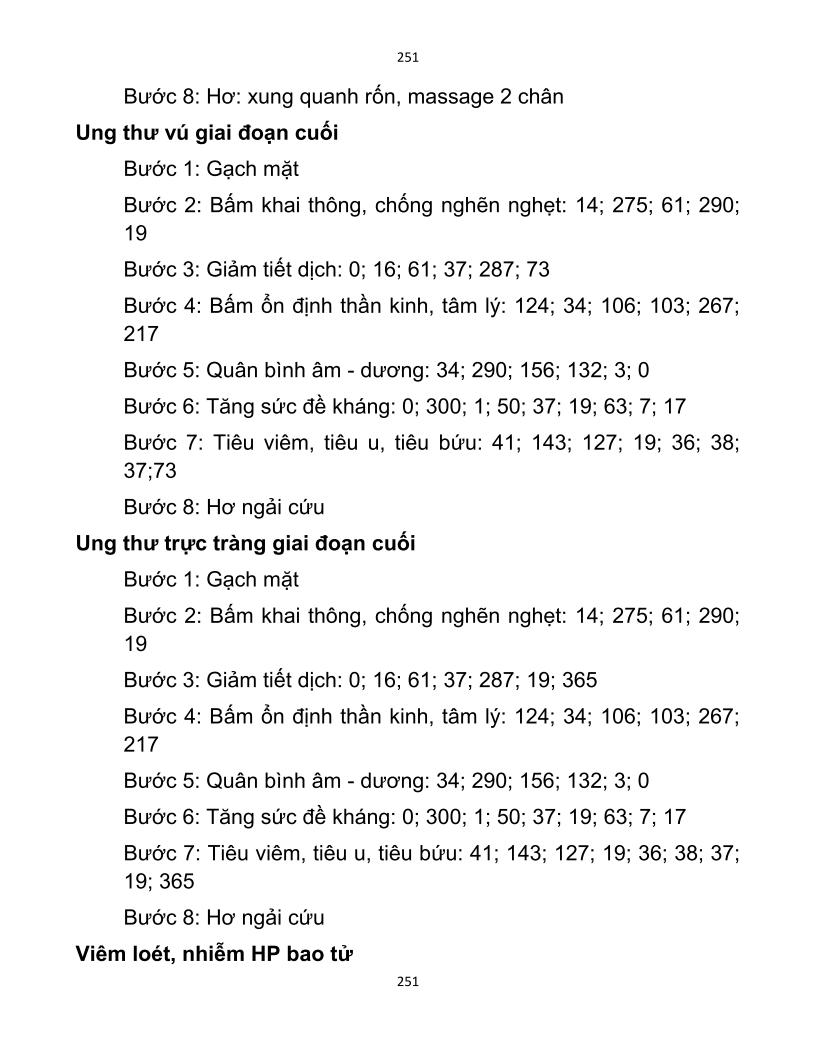 251
Bước 8: Hơ: xung quanh rốn, massage 2 chân
Ung thư vú giai đoạn cuối
Bước 1: Gạch mặt
Bước 2: Bấm khai thông, chống nghẽn nghẹt: 14; 275; 61; 290;
19
Bước 3: Giảm tiết dịch: 0; 16; 61; 37; 287; 73
Bước 4: Bấm ổn định thần kinh, tâm lý: 124; 34; 106; 103; 267;
217
Bước 5: Quân bình âm - dương: 34; 290; 156; 132; 3; 0
Bước 6: Tăng sức đề kháng: 0; 300; 1; 50; 37; 19; 63; 7; 17
Bước 7: Tiêu viêm, tiêu u, tiêu bứu: 41; 143; 127; 19; 36; 38;
37;73
Bước 8: Hơ ngải cứu
Ung thư trực tràng giai đoạn cuối
Bước 1: Gạch mặt
Bước 2: Bấm khai thông, chống nghẽn nghẹt: 14; 275; 61; 290;
19
Bước 3: Giảm tiết dịch: 0; 16; 61; 37; 287; 19; 365
Bước 4: Bấm ổn định thần kinh, tâm lý: 124; 34; 106; 103; 267;
217
Bước 5: Quân bình âm - dương: 34; 290; 156; 132; 3; 0
Bước 6: Tăng sức đề kháng: 0; 300; 1; 50; 37; 19; 63; 7; 17
Bước 7: Tiêu viêm, tiêu u, tiêu bứu: 41; 143; 127; 19; 36; 38; 37;
19; 365
Bước 8: Hơ ngải cứu
Viêm loét, nhiễm HP bao tử
251